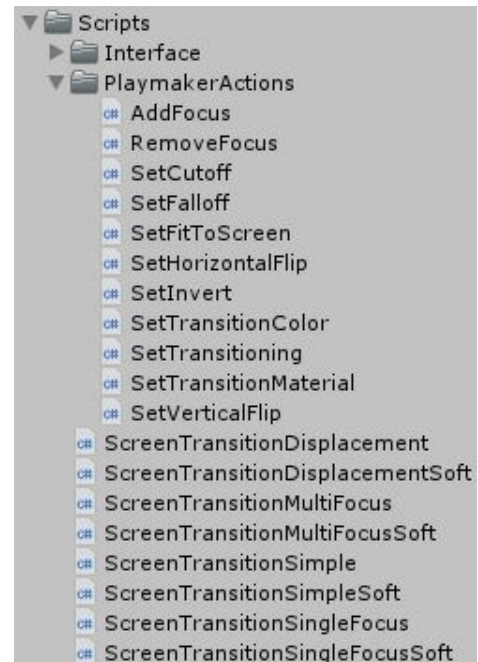 Scripts
Interface
PlaymakerActions
C# AddFocus
C# RemoveFocus
C# SetCutoff
C# SetFalloff
C# SetFitToScreen
C# SetHorizontalFlip
C# SetInvert
C# SetTransitionColor
C# SetTransitioning
C# SetTransitionMaterial
C# SetVerticalFlip
C# ScreenTransitionDisplacement
C# ScreenTransitionDisplacementSoft
C# ScreenTransitionMultiFocus
C# ScreenTransitionMultiFocusSoft
C# ScreenTransitionSimple
C# ScreenTransitionSimpleSoft
C# ScreenTransitionSingleFocus
C# ScreenTransitionSingleFocusSoft